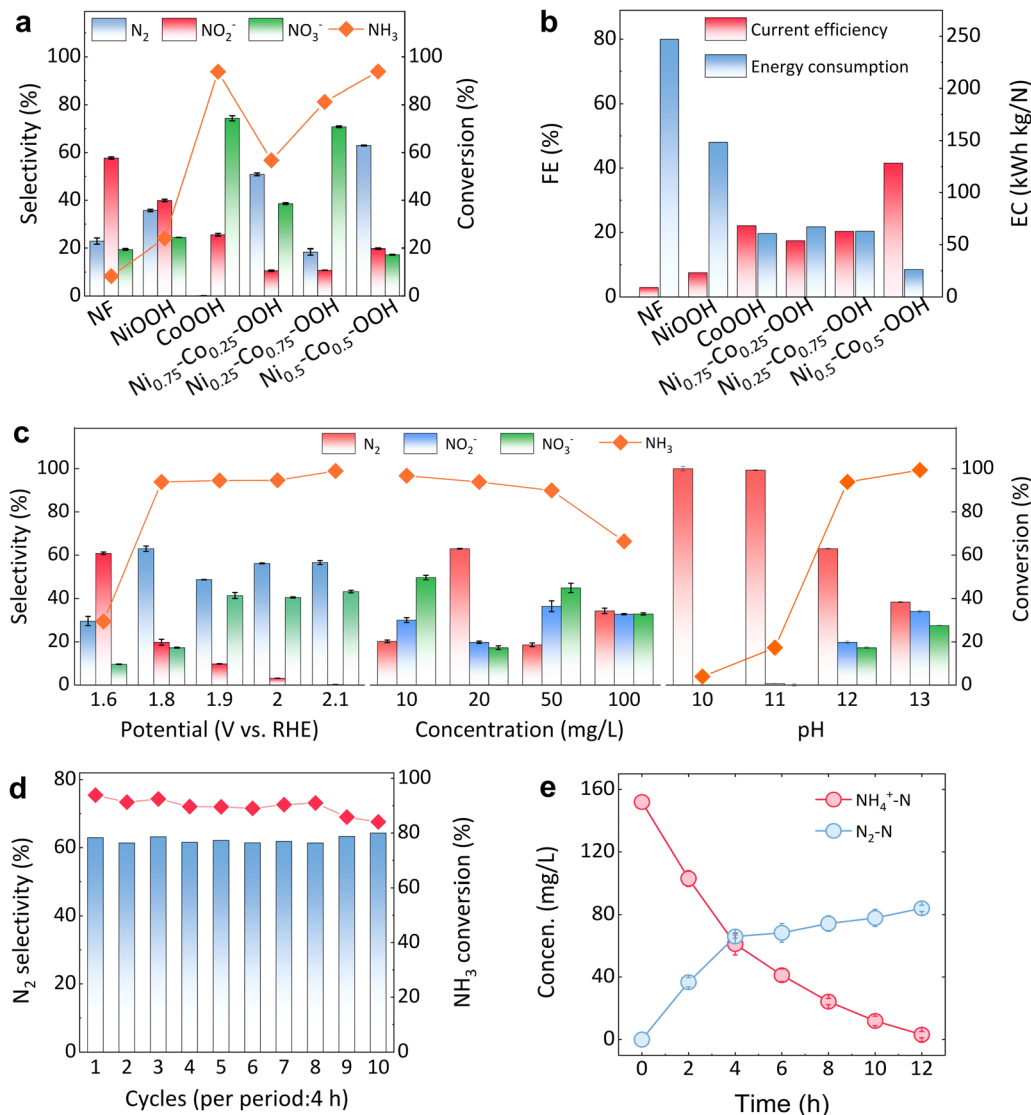 a
N₂ NO₂⁻ NO₃⁻ NH₃
Selectivity (%)
100
80
60
40
20
0
Conversion (%)
100
80
60
40
20
0
NF
NiOOH
CoOOH
Ni₀.₇₅-Co₀.₂₅-OOH
Ni₀.₂₅-Co₀.₇₅-OOH
Ni₀.₅-Co₀.₅-OOH
b
Current efficiency
Energy consumption
FE (%)
80
60
40
20
0
EC (kWh kg/N)
250
200
150
100
50
0
NF
NiOOH
CoOOH
Ni₀.₇₅-Co₀.₂₅-OOH
Ni₀.₂₅-Co₀.₇₅-OOH
Ni₀.₅-Co₀.₅-OOH
c
N₂ NO₂⁻ NO₃⁻ NH₃
Selectivity (%)
100
80
60
40
20
0
Conversion (%)
100
80
60
40
20
0
1.6 1.8 1.9 2 2.1 10 20 50 100 10 11 12 13
Potential (V vs. RHE) Concentration (mg/L) pH
d
N₂ selectivity (%)
80
60
40
20
0
NH₃ conversion (%)
100
80
60
40
20
0
1 2 3 4 5 6 7 8 9 10
Cycles (per period:4 h)
e
NH₄⁺-N
N₂-N
Concen. (mg/L)
160
120
80
40
0
0 2 4 6 8 10 12
Time (h)